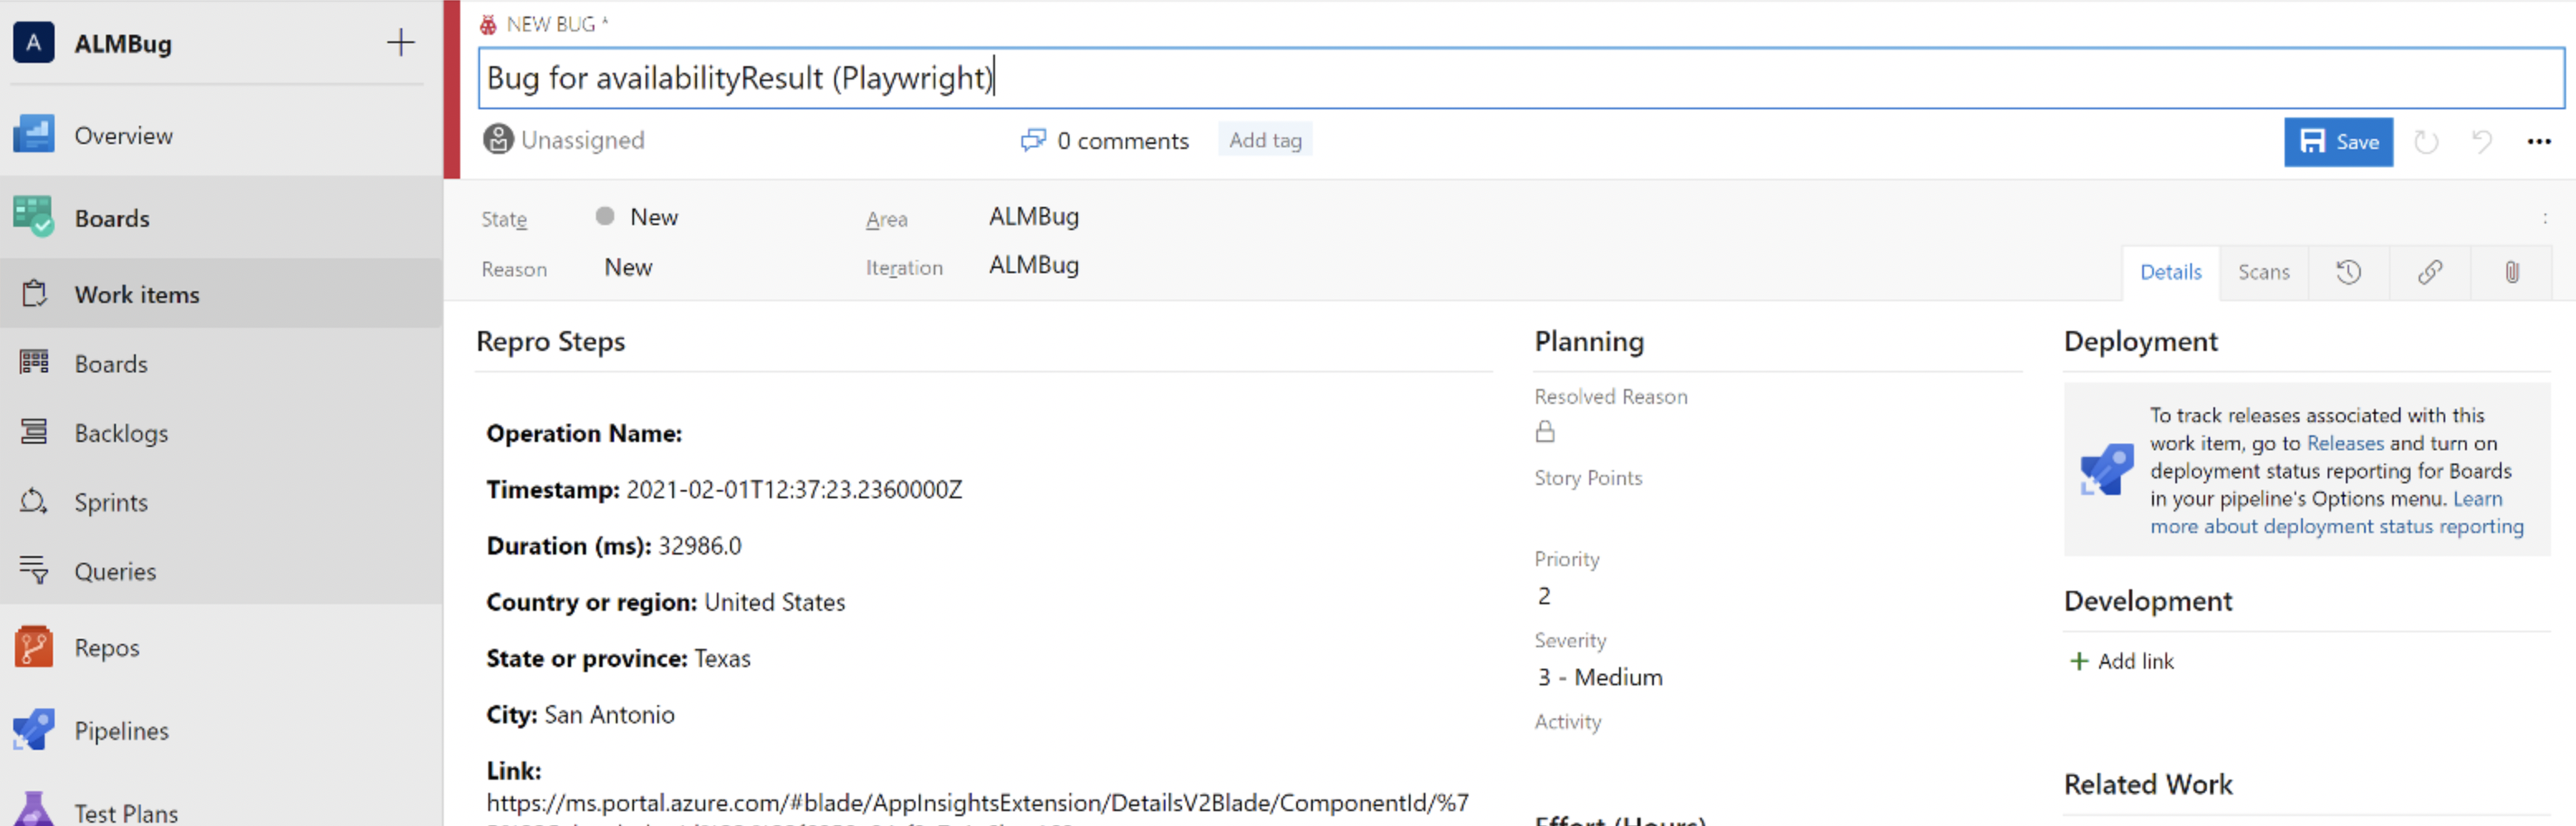 A ALMBug
Overview
Boards
Work items
Boards
Backlogs
Sprints
Queries
Repos
Pipelines
Test Plans
NEW BUG *
Bug for availabilityResult (Playwright)
Unassigned
0 comments
Add tag
Save
State New
Area ALMBug
Reason New
Iteration ALMBug
Details
Scans
Repro Steps
Operation Name:
Timestamp: 2021-02-01T12:37:23.2360000Z
Duration (ms): 32986.0
Country or region: United States
State or province: Texas
City: San Antonio
Link:
https://ms.portal.azure.com/#blade/AppInsightsExtension/DetailsV2Blade/ComponentId/%7
Planning
Resolved Reason
Story Points
Priority
2
Severity
3 - Medium
Activity
Effort (Hours)
Deployment
To track releases associated with this
work item, go to Releases and turn on
deployment status reporting for Boards
in your pipeline's Options menu. Learn
more about deployment status reporting
Development
+ Add link
Related Work